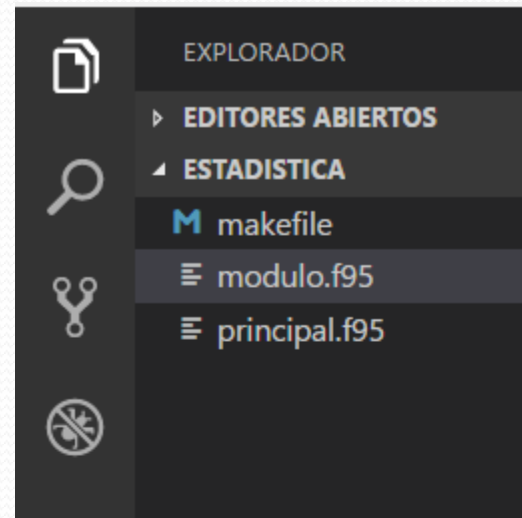 EXPLORADOR
EDITORES ABIERTOS
ESTADISTICA
M makefile
modulo.f95
principal.f95